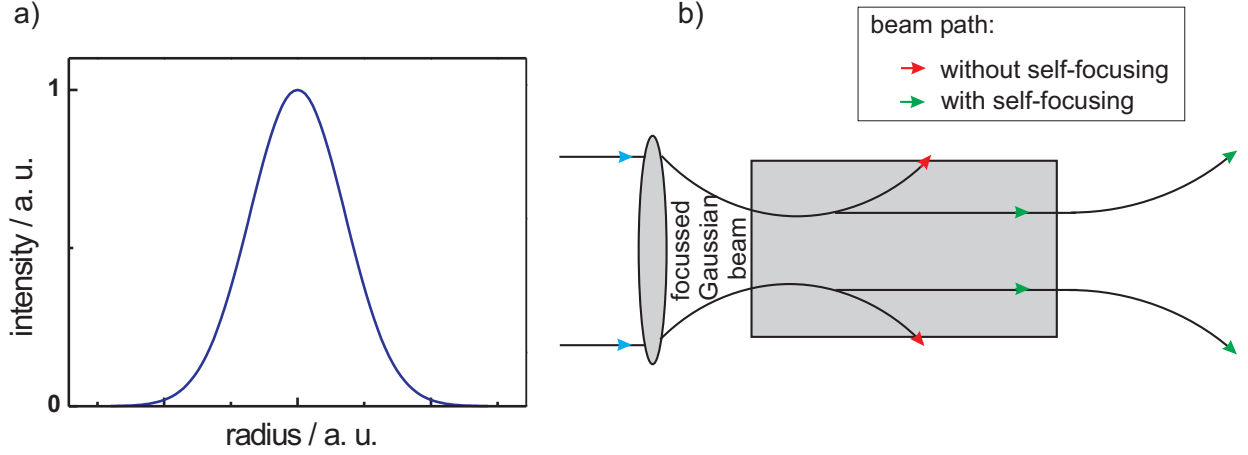 a)
1
0
intensity / a. u.
radius / a. u.
b)
beam path:
without self-focusing
with self-focusing
focussed
Gaussian
beam